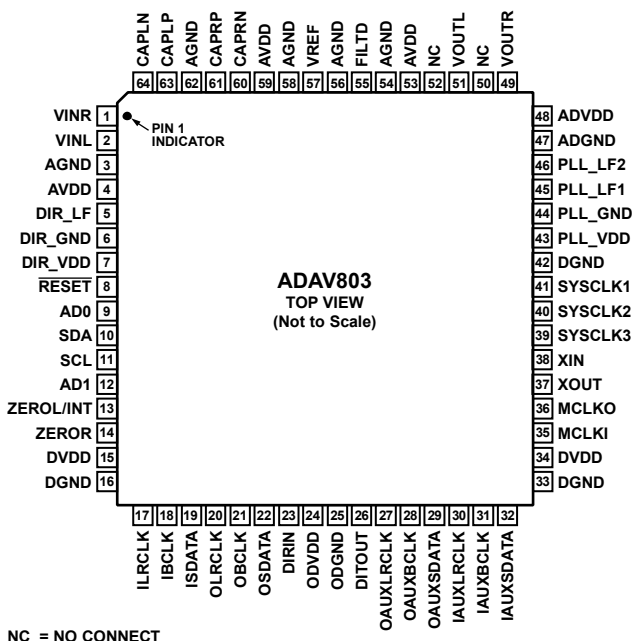 CAPLN
CAPLP
AGND
CAPRP
CAPRN
AVDD
AGND
VREF
AGND
FILTD
AGND
AVDD
NC
VOUTL
NC
VOUTR
64 63 62 61 60 59 58 57 56 55 54 53 52 51 50 49
VINR 1
VINL 2
AGND 3
AVDD 4
DIR_LF 5
DIR_GND 6
DIR_VDD 7
RESET 8
AD0 9
SDA 10
SCL 11
AD1 12
ZEROL/INT 13
ZEROR 14
DVDD 15
DGND 16
PIN 1
INDICATOR
ADAV803
TOP VIEW
(Not to Scale)
48 ADVDD
47 ADGND
46 PLL_LF2
45 PLL_LF1
44 PLL_GND
43 PLL_VDD
42 DGND
41 SYSCLK1
40 SYSCLK2
39 SYSCLK3
38 XIN
37 XOUT
36 MCLKO
35 MCLKI
34 DVDD
33 DGND
17 18 19 20 21 22 23 24 25 26 27 28 29 30 31 32
ILRCLK
IBCLK
ISDATA
OLRCLK
OBCLK
OSDATA
DIRIN
ODVDD
ODGND
DITOUT
OAUXLRCLK
OAUXBCLK
OAUXSDATA
IAUXLRCLK
IAUXBCLK
IAUXSDATA
NC = NO CONNECT